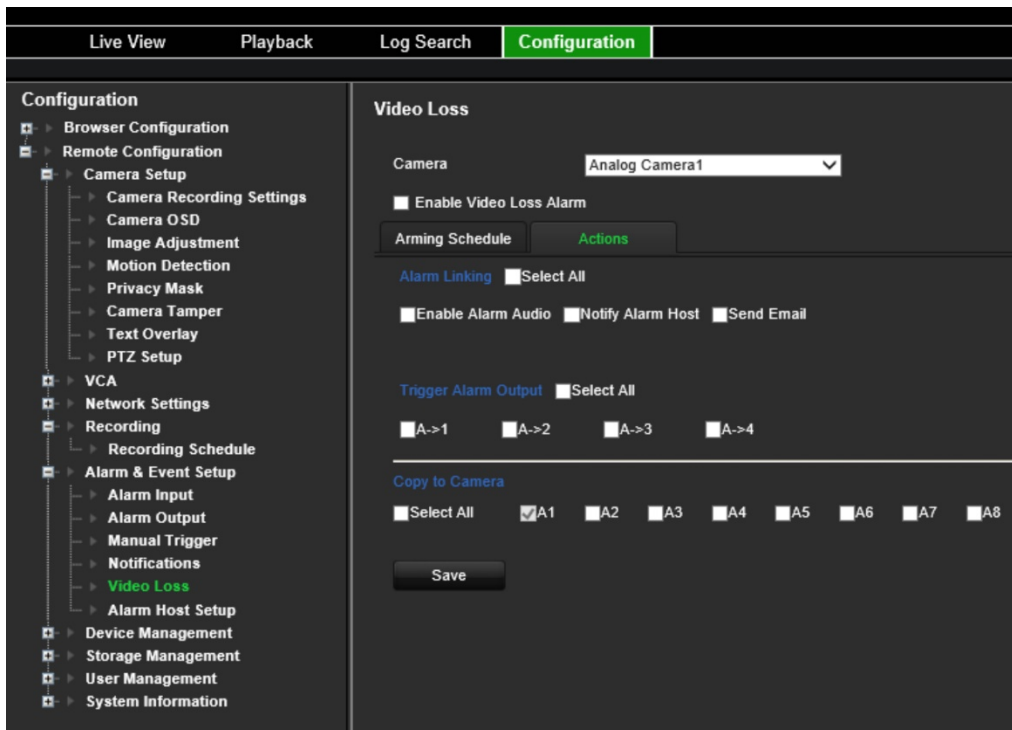 Live View Playback Log Search Configuration
Configuration
Browser Configuration
Remote Configuration
Camera Setup
Camera Recording Settings
Camera OSD
Image Adjustment
Motion Detection
Privacy Mask
Camera Tamper
Text Overlay
PTZ Setup
VCA
Network Settings
Recording
Recording Schedule
Alarm & Event Setup
Alarm Input
Alarm Output
Manual Trigger
Notifications
Video Loss
Alarm Host Setup
Device Management
Storage Management
User Management
System Information
Video Loss
Camera Analog Camera1
Enable Video Loss Alarm
Arming Schedule Actions
Alarm Linking Select All
Enable Alarm Audio Notify Alarm Host Send Email
Trigger Alarm Output Select All
A->1 A->2 A->3 A->4
Copy to Camera
Select All A1 A2 A3 A4 A5 A6 A7 A8
Save